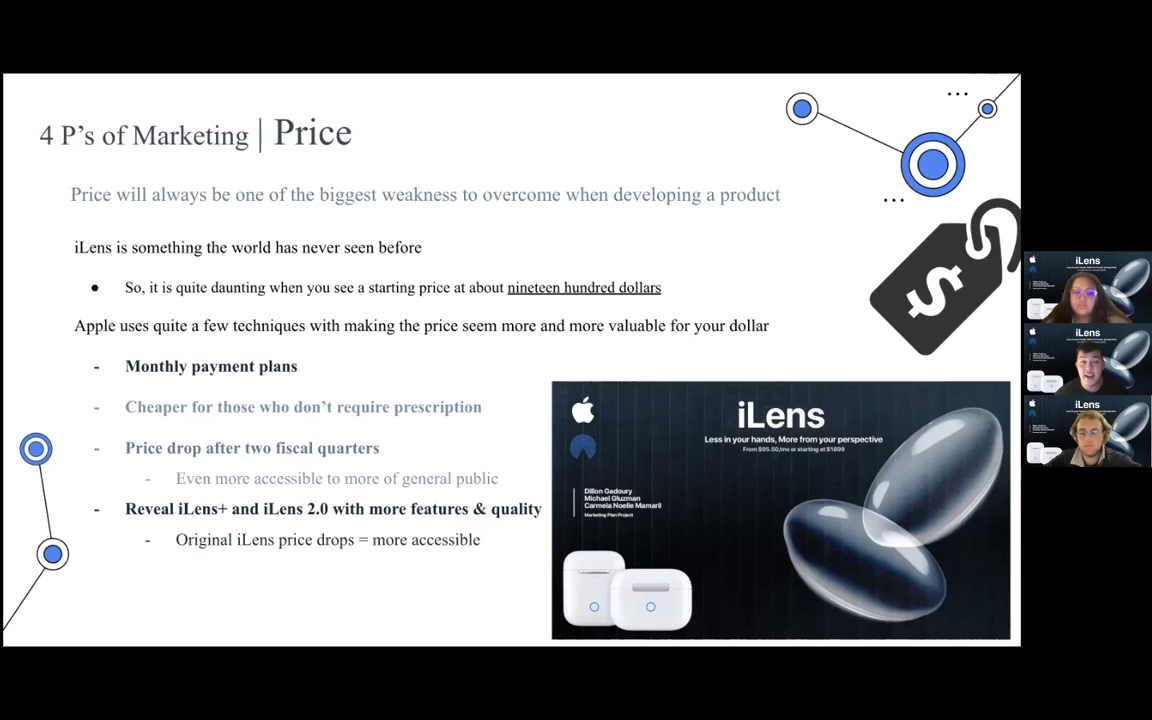 4 P's of Marketing | Price
Price will always be one of the biggest weakness to overcome when developing a product
iLens is something the world has never seen before
● So, it is quite daunting when you see a starting price at about nineteen hundred dollars
Apple uses quite a few techniques with making the price seem more and more valuable for your dollar
- Monthly payment plans
- Cheaper for those who don't require prescription
- Price drop after two fiscal quarters
- Even more accessible to more of general public
- Reveal iLens+ and iLens 2.0 with more features & quality
- Original iLens price drops = more accessible
$
iLens
Less in your hands, More from your perspective
From $95.50/mo or starting at $1899
Dillon Gadoury
Michael Gluzman
Carmela Noelle Mamaril
Marketing Plan Project
iLens
iLens
iLens